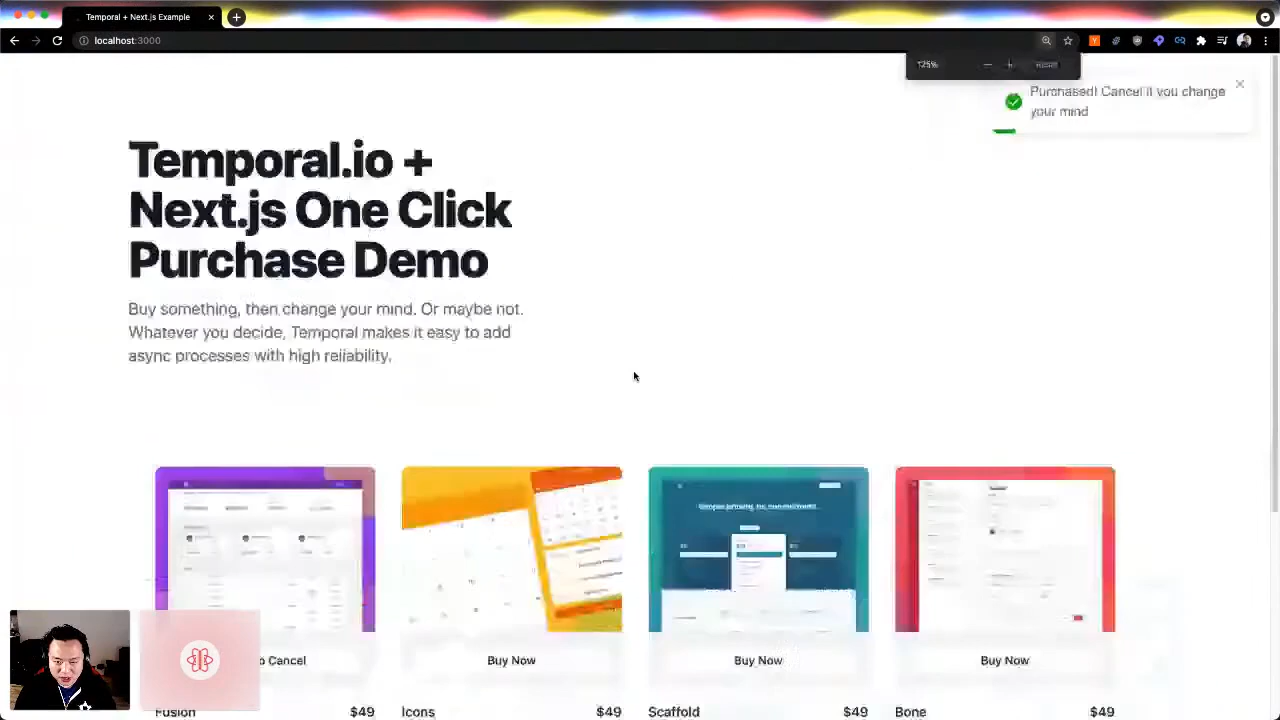 Temporal + Next.js Example
localhost:3000
125%
Reset
Purchased! Cancel if you change
your mind
Temporal.io +
Next.js One Click
Purchase Demo
Buy something, then change your mind. Or maybe not.
Whatever you decide, Temporal makes it easy to add
async processes with high reliability.
Cancel
Buy Now
Buy Now
Buy Now
Fusion
$49
Icons
$49
Scaffold
$49
Bone
$49